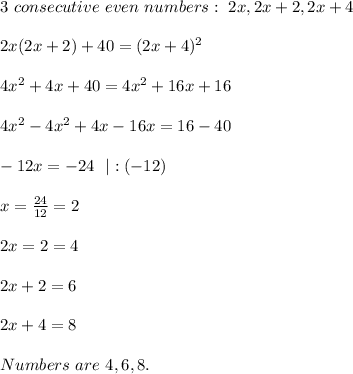 3 consecutive even numbers : 2x, 2x + 2, 2x + 4
2x(2x + 2) + 40 = (2x + 4)²
4x² + 4x + 40 = 4x² + 16x + 16
4x² − 4x² + 4x − 16x = 16 − 40
− 12x = −24 | : (−12)
x = 24/12 = 2
2x = 2 = 4
2x + 2 = 6
2x + 4 = 8
Numbers are 4, 6, 8.